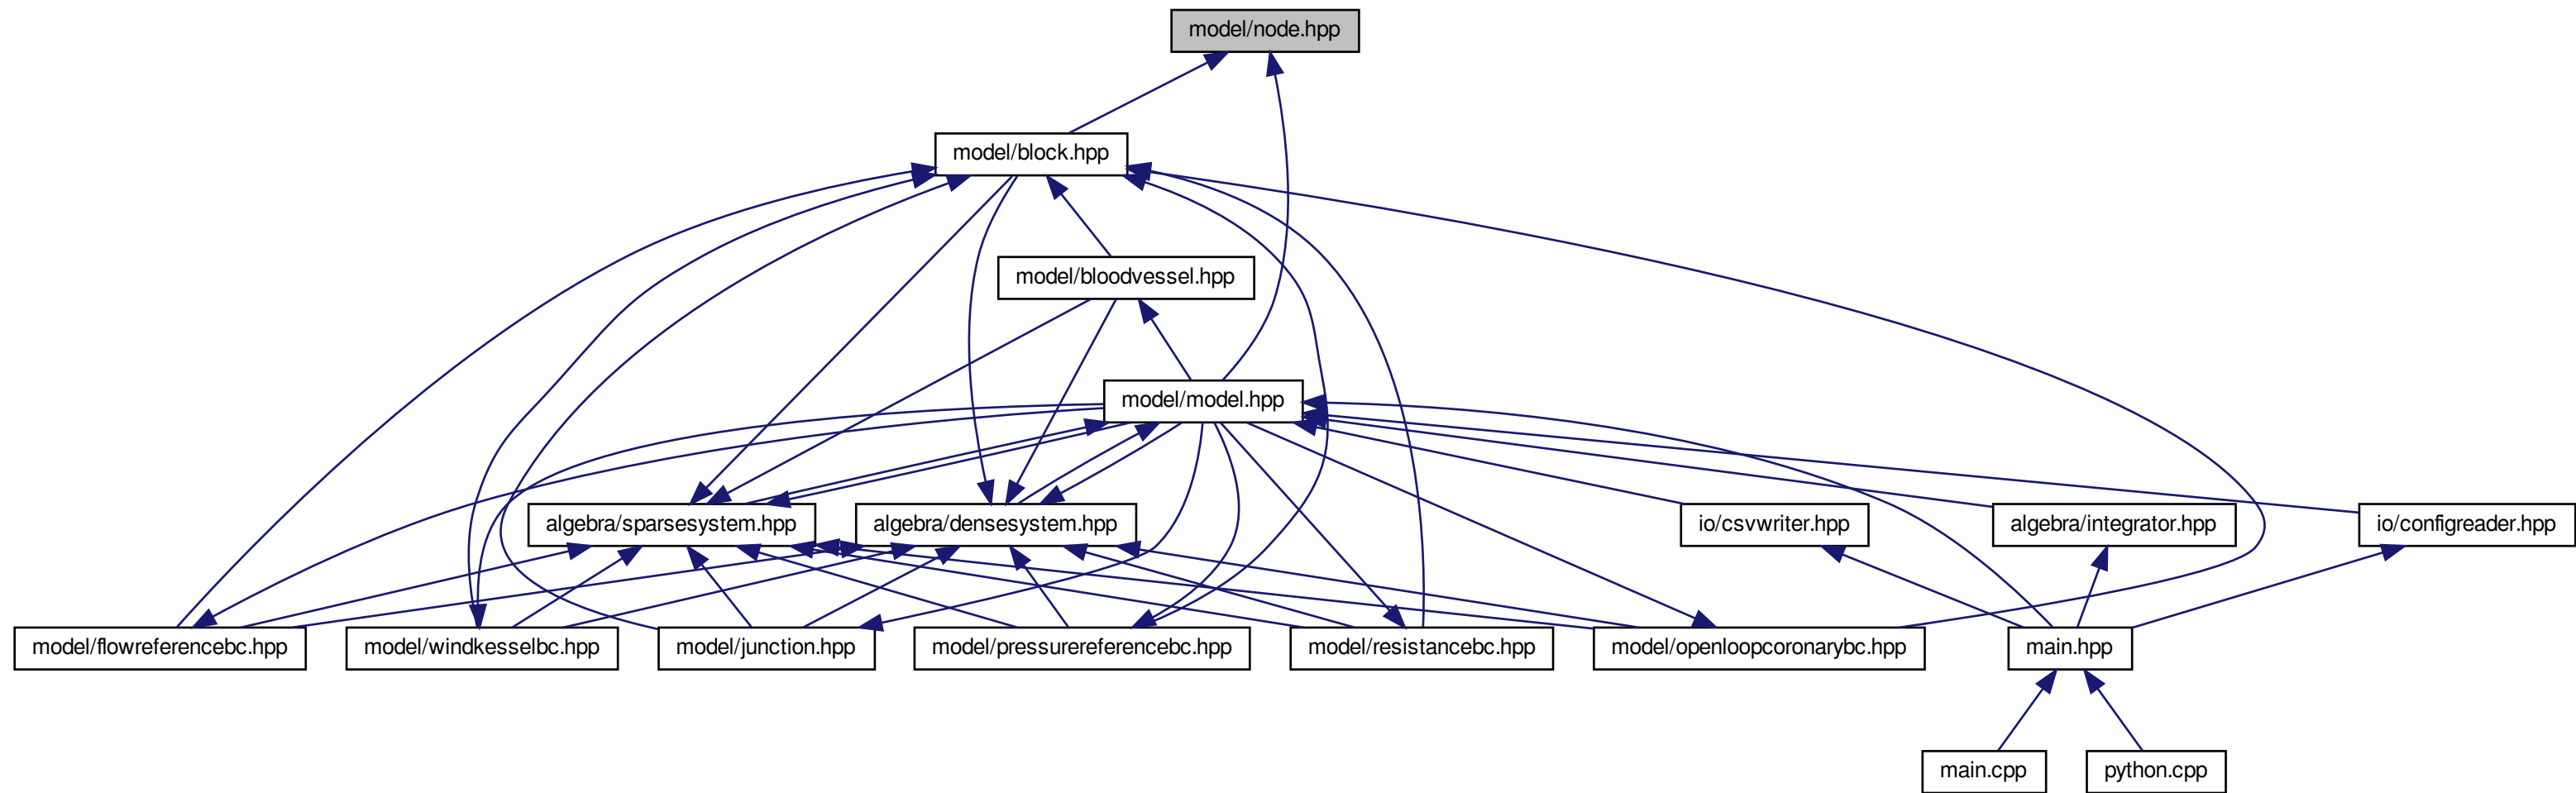 model/node.hpp
model/block.hpp
model/bloodvessel.hpp
model/model.hpp
algebra/sparsesystem.hpp
algebra/densesystem.hpp
io/csvwriter.hpp
algebra/integrator.hpp
io/configreader.hpp
model/flowreferencebc.hpp
model/windkesselbc.hpp
model/junction.hpp
model/pressurereferencebc.hpp
model/resistancebc.hpp
model/openloopcoronarybc.hpp
main.hpp
main.cpp
python.cpp